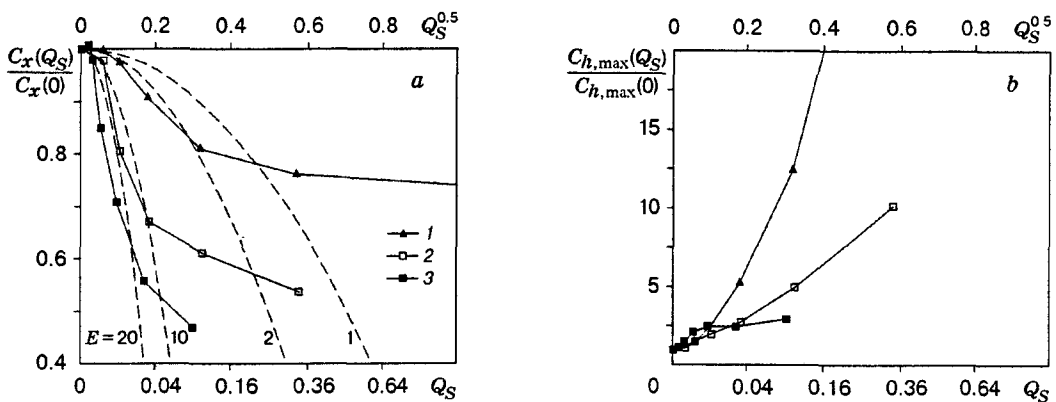 0 0.2 0.4 0.6 0.8 Q_S^0.5
C_x(Q_S)
C_x(0)
a
0.8
0.6
0.4
1
2
3
E = 20 10 2 1
0 0.04 0.16 0.36 0.64 Q_S
0 0.2 0.4 0.6 0.8 Q_S^0 5
C_h,max(Q_S)
C_h,max(0)
b
15
10
5
0 0.04 0.16 0.36 0.64 Q_S